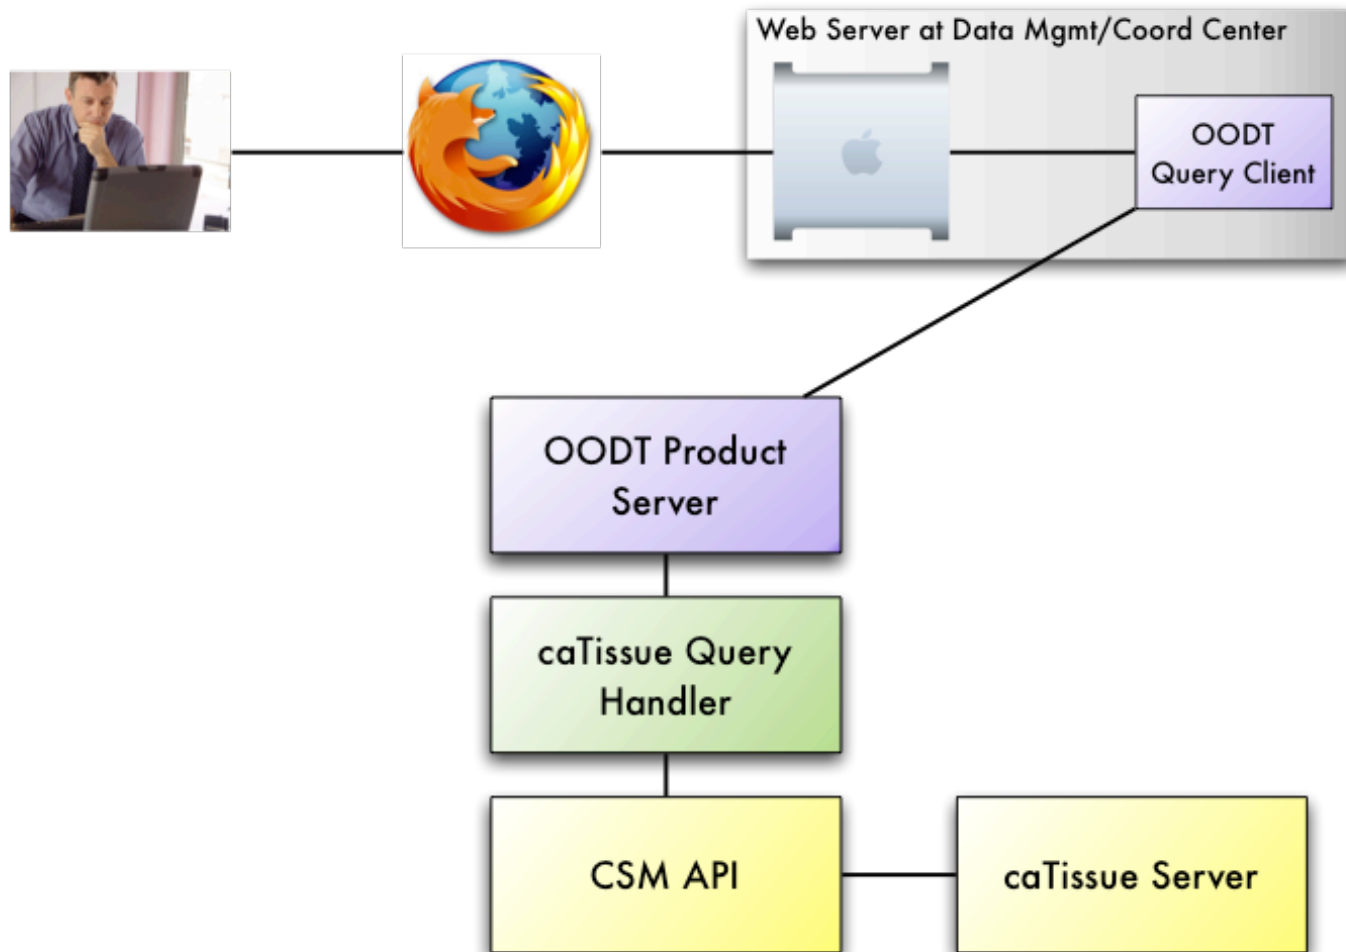 Web Server at Data Mgmt/Coord Center
OODT
Query Client
OODT Product
Server
caTissue Query
Handler
CSM API
caTissue Server